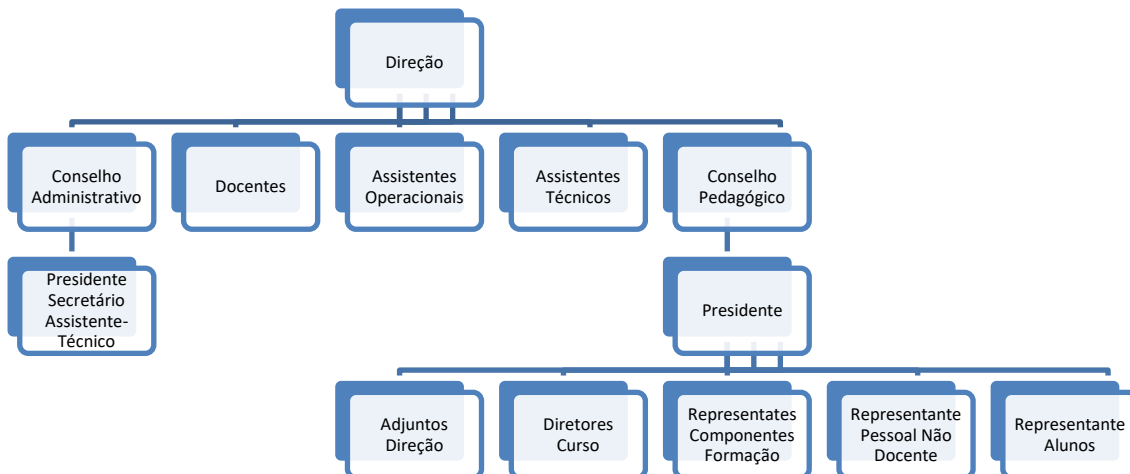 Direção
Conselho
Administrativo
Docentes
Assistentes
Operacionais
Assistentes
Técnicos
Conselho
Pedagógico
Presidente
Secretário
Assistente-
Técnico
Presidente
Adjuntos
Direção
Diretores
Curso
Representates
Componentes
Formação
Representante
Pessoal Não
Docente
Representante
Alunos